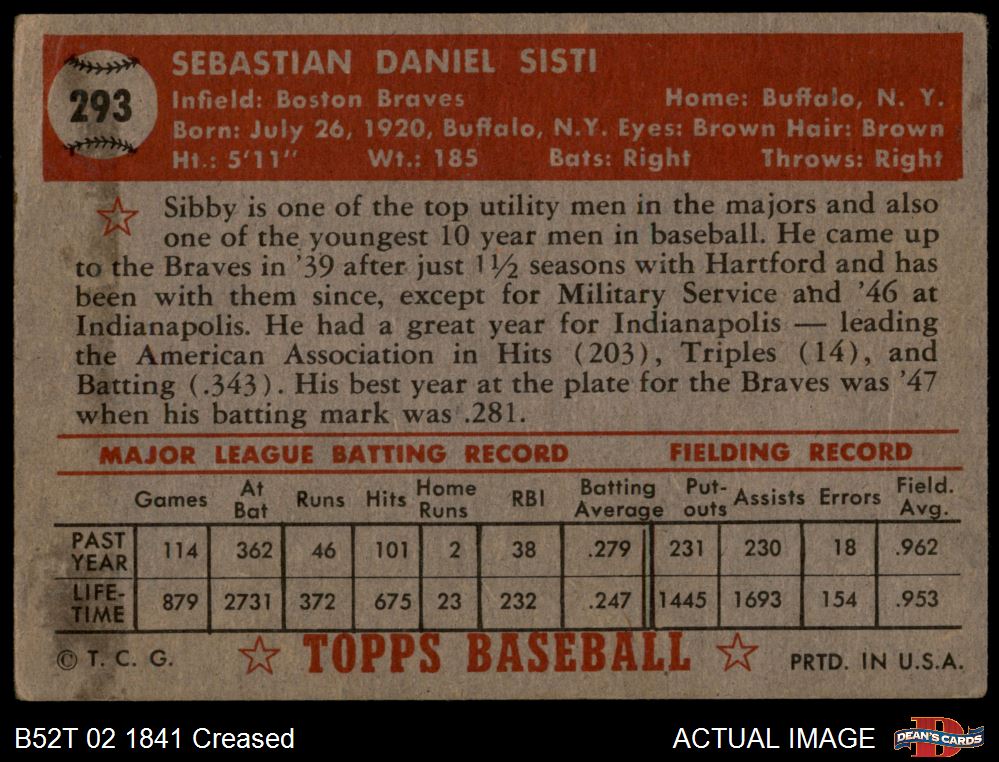 293
SEBASTIAN DANIEL SISTI
Infield: Boston Braves Home: Buffalo, N. Y.
Born: July 26, 1920, Buffalo, N.Y. Eyes: Brown Hair: Brown
Ht.: 5'11" Wt.: 185 Bats: Right Throws: Right
Sibby is one of the top utility men in the majors and also
one of the youngest 10 year men in baseball. He came up
to the Braves in '39 after just 1½ seasons with Hartford and has
been with them since, except for Military Service and '46 at
Indianapolis. He had a great year for Indianapolis — leading
the American Association in Hits (203), Triples (14), and
Batting (.343). His best year at the plate for the Braves was '47
when his batting mark was .281.
MAJOR LEAGUE BATTING RECORD FIELDING RECORD
Games At Bat Runs Hits Home Runs RBI Batting Average Put-outs Assists Errors Field. Avg.
PAST YEAR 114 362 46 101 2 38 .279 231 230 18 .962
LIFE-TIME 879 2731 372 675 23 232 .247 1445 1693 154 .953
© T. C. G. TOPPS BASEBALL PRTD. IN U.S.A.
B52T 02 1841 Creased ACTUAL IMAGE DEAN'S CARDS